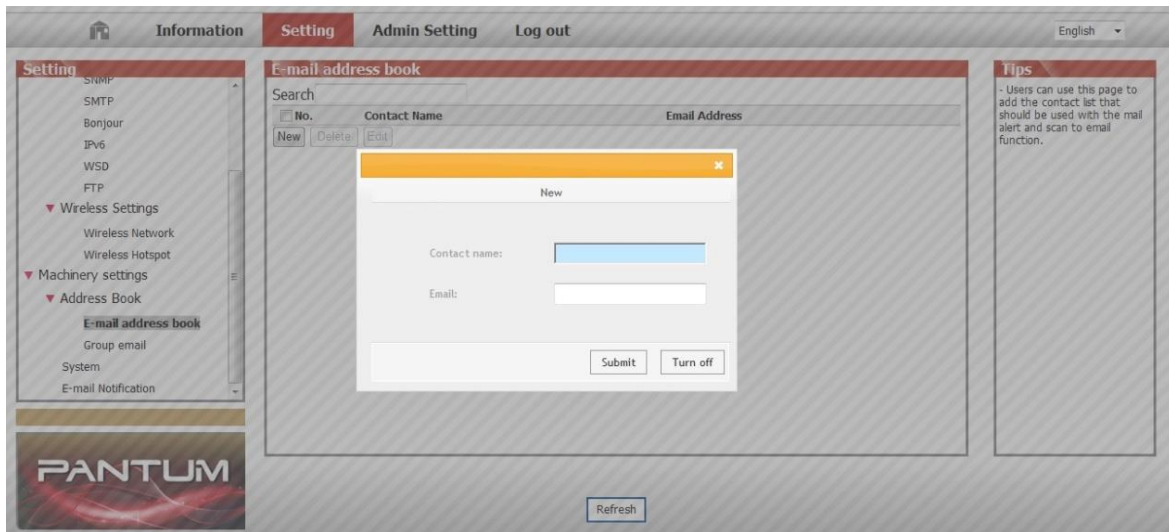 Information Setting Admin Setting Log out English
Setting
SNMP
SMTP
Bonjour
IPv6
WSD
FTP
Wireless Settings
Wireless Network
Wireless Hotspot
Machinery settings
Address Book
E-mail address book
Group email
System
E-mail Notification
PANTUM
E-mail address book
Search
No. Contact Name Email Address
New Delete Edit
New
Contact name:
Email:
Submit Turn off
Refresh
Tips
- Users can use this page to
add the contact list that
should be used with the mail
alert and scan to email
function.